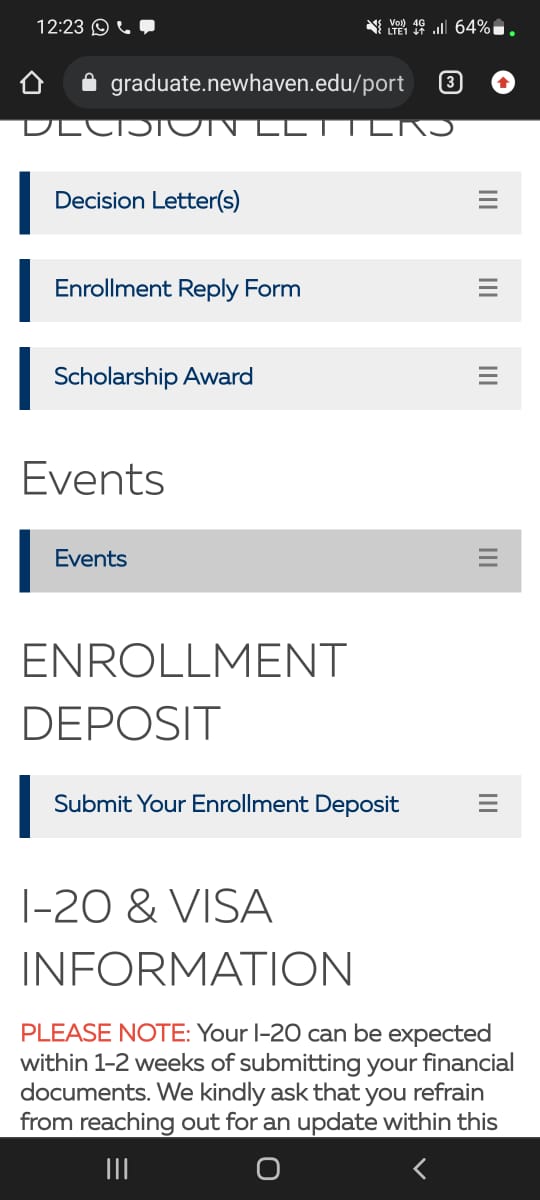 12:23 Vo)) 4G LTE1 64%
graduate.newhaven.edu/port 3
DECISION LETTERS
Decision Letter(s)
Enrollment Reply Form
Scholarship Award
Events
Events
ENROLLMENT
DEPOSIT
Submit Your Enrollment Deposit
I-20 & VISA
INFORMATION
PLEASE NOTE: Your I-20 can be expected
within 1-2 weeks of submitting your financial
documents. We kindly ask that you refrain
from reaching out for an update within this